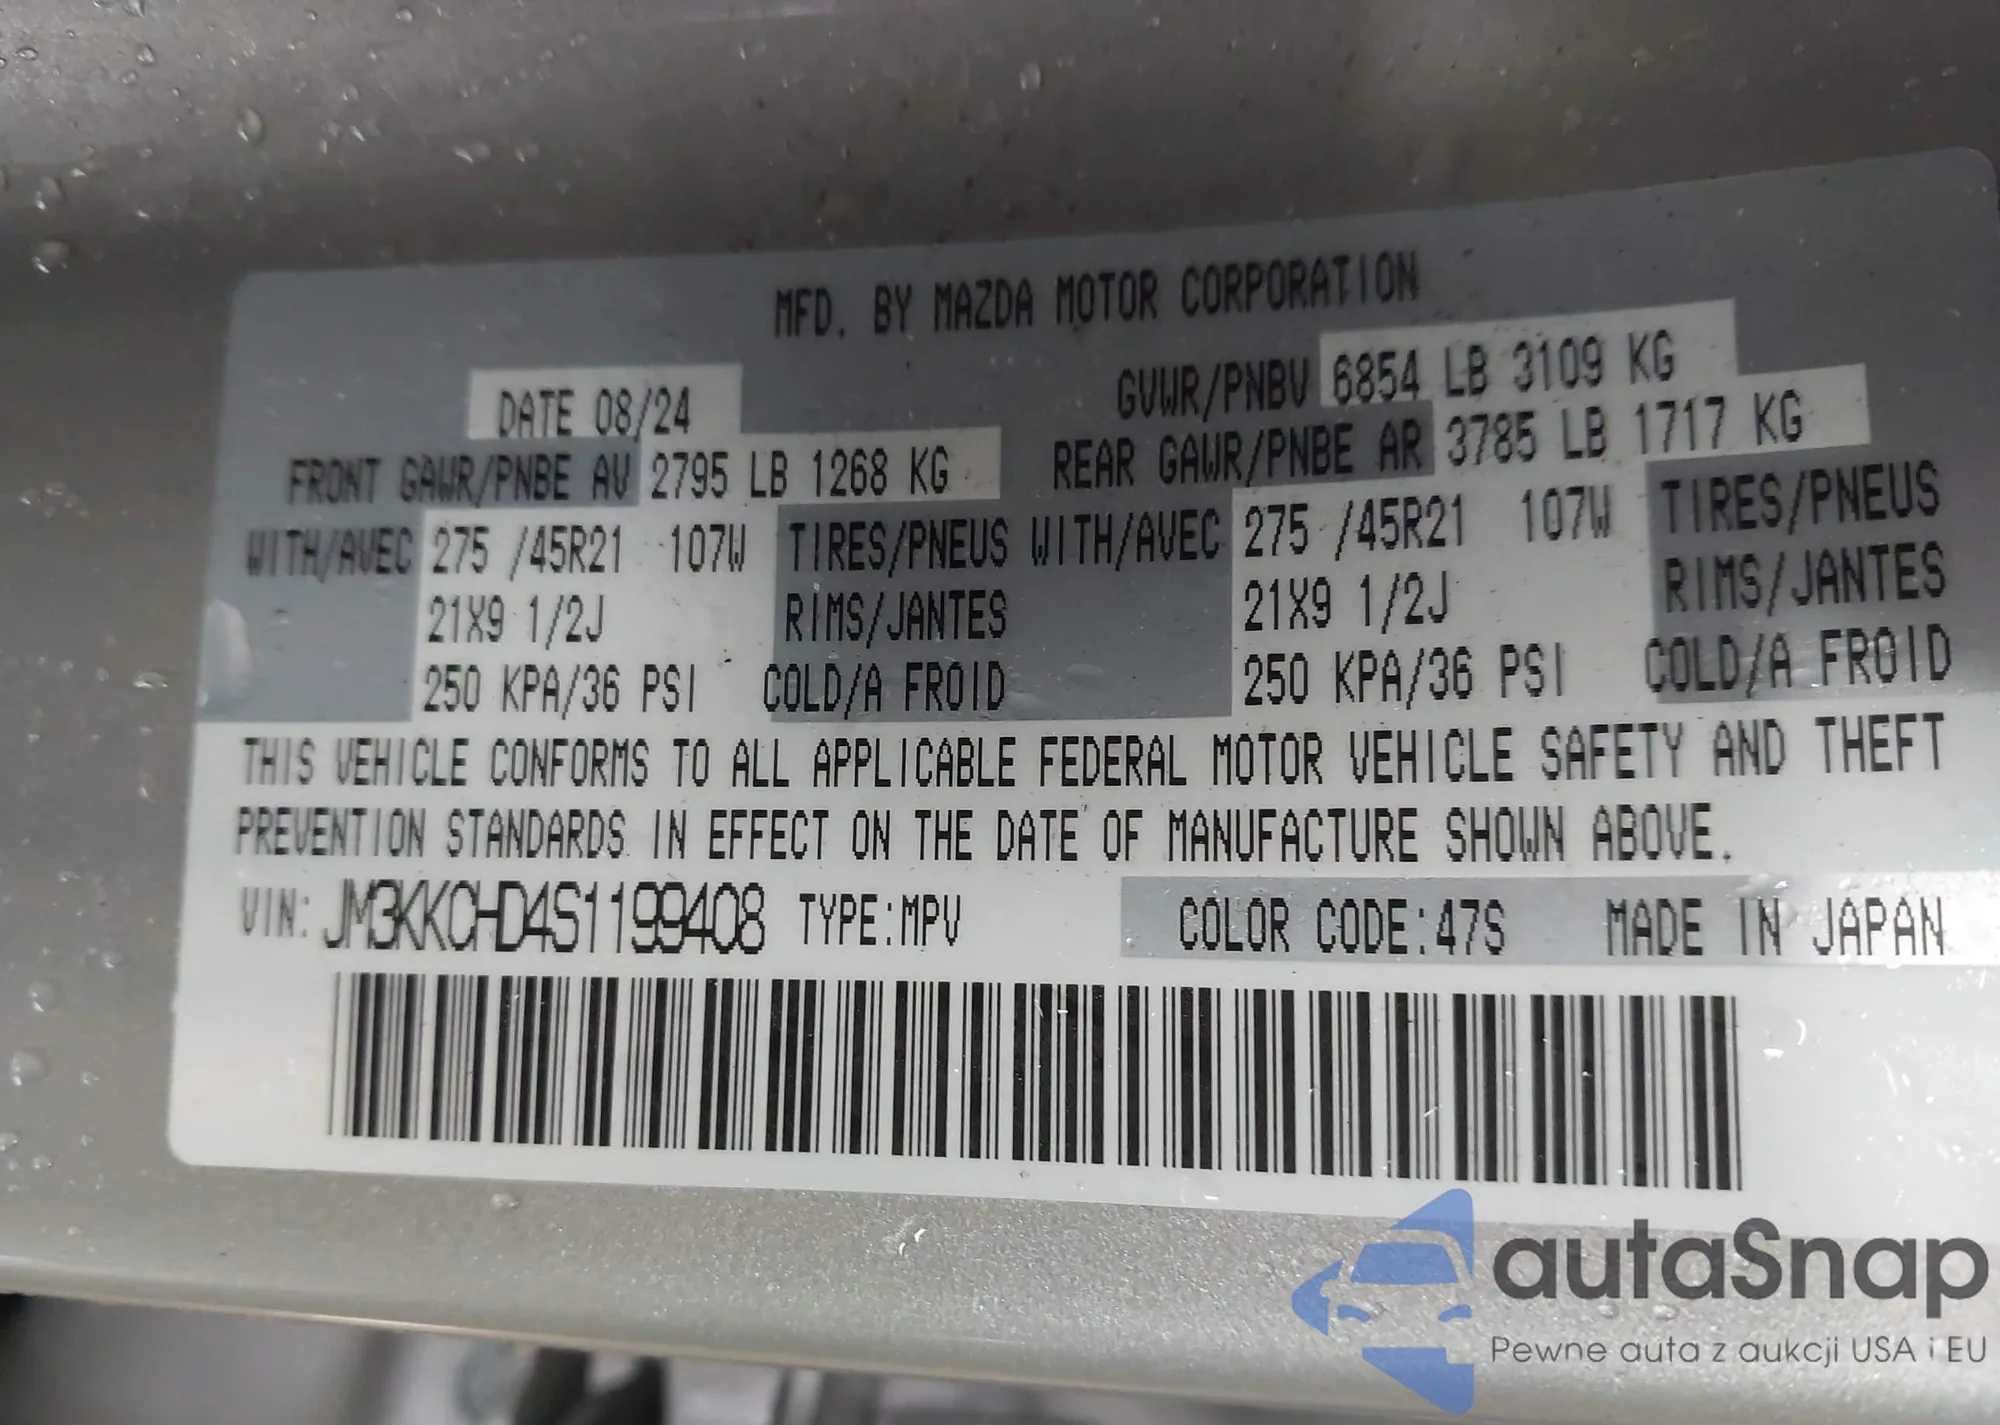 MFD. BY MAZDA MOTOR CORPORATION
DATE 08/24
GVWR/PNBV 6854 LB 3109 KG
FRONT GAWR/PNBE AV 2795 LB 1268 KG
REAR GAWR/PNBE AR 3785 LB 1717 KG
WITH/AVEC 275 /45R21 107W TIRES/PNEUS WITH/AVEC 275 /45R21 107W TIRES/PNEUS
21X9 1/2J RIMS/JANTES 21X9 1/2J RIMS/JANTES
250 KPA/36 PSI COLD/A FROID 250 KPA/36 PSI COLD/A FROID
THIS VEHICLE CONFORMS TO ALL APPLICABLE FEDERAL MOTOR VEHICLE SAFETY AND THEFT
PREVENTION STANDARDS IN EFFECT ON THE DATE OF MANUFACTURE SHOWN ABOVE.
VIN: JM3KKCHD4S1199408 TYPE:MPV COLOR CODE:47S MADE IN JAPAN
autaSnap
Pewne auta z aukcji USA i EU